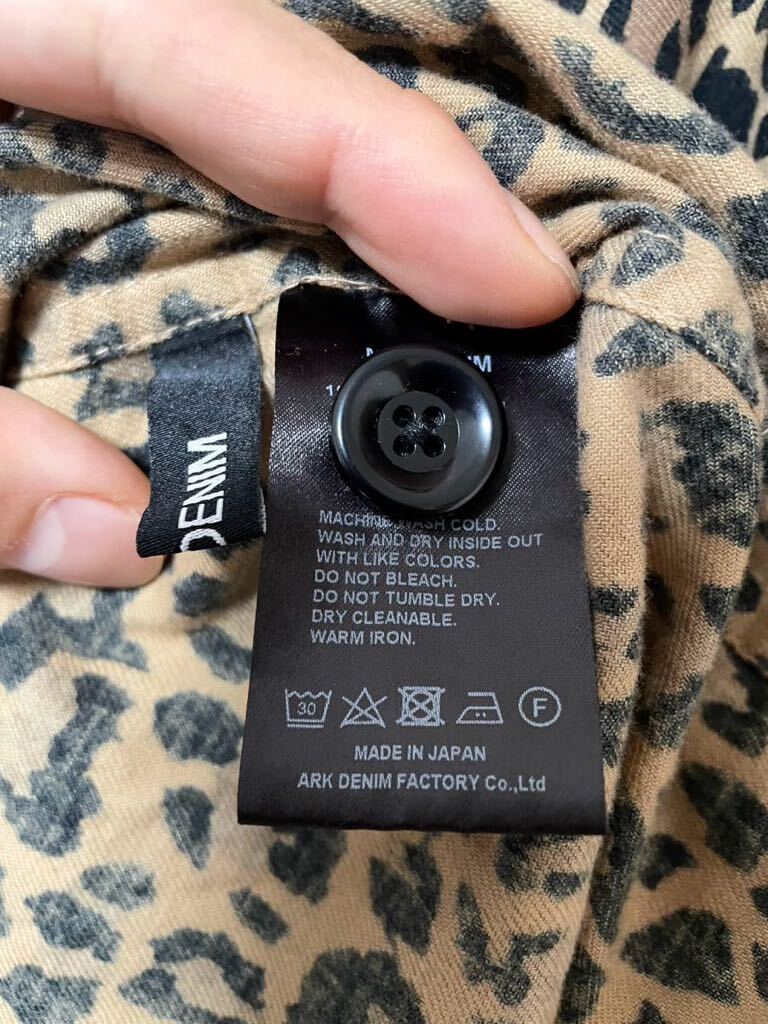 DENIM
MACHINE WASH COLD.
WASH AND DRY INSIDE OUT
WITH LIKE COLORS.
DO NOT BLEACH.
DO NOT TUMBLE DRY.
DRY CLEANABLE.
WARM IRON.
30 F
MADE IN JAPAN
ARK DENIM FACTORY Co.,Ltd